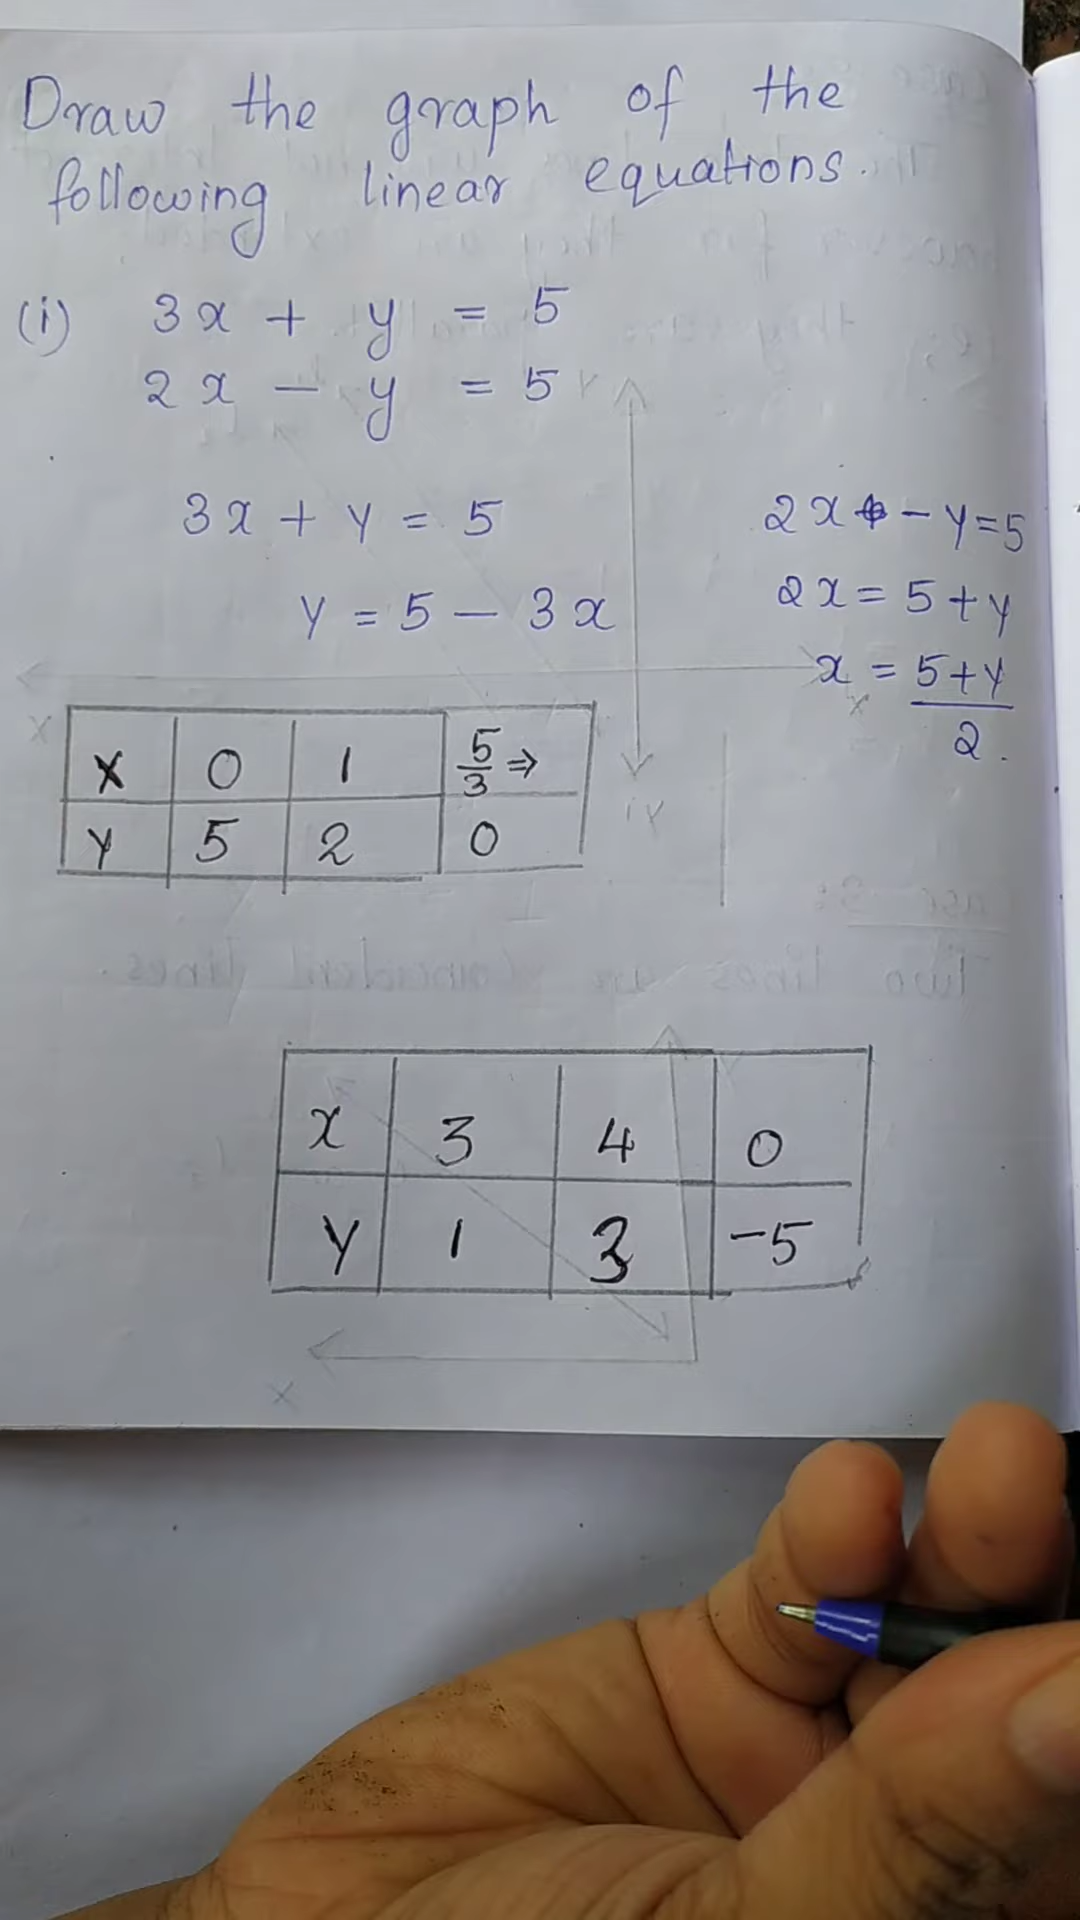 Draw the graph of the
following linear equations.
(i) 3x + y = 5
2x - y = 5
3x + y = 5
y = 5 - 3x
2x - y = 5
2x = 5 + y
x = 5+y
2.
x 0 1 5/3 ⇒
y 5 2 0
x 3 4 0
y 1 3 -5